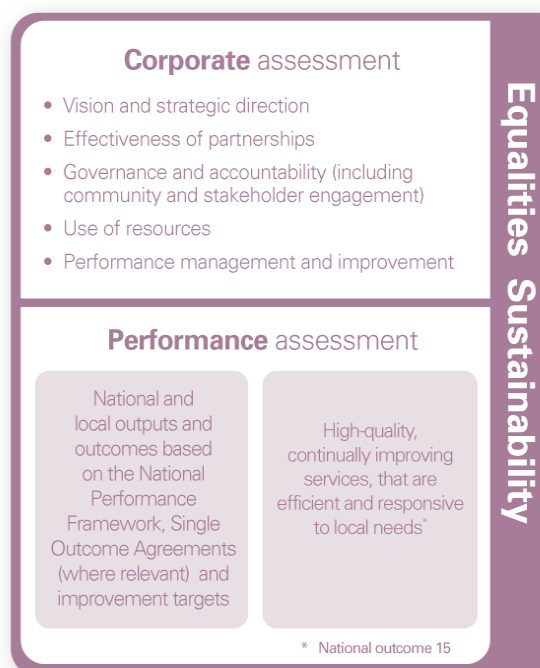 Corporate assessment
• Vision and strategic direction
• Effectiveness of partnerships
• Governance and accountability (including
community and stakeholder engagement)
• Use of resources
• Performance management and improvement
Performance assessment
National and
local outputs and
outcomes based
on the National
Performance
Framework, Single
Outcome Agreements
(where relevant) and
improvement targets
High-quality,
continually improving
services, that are
efficient and responsive
to local needs*
* National outcome 15
Equalities Sustainability